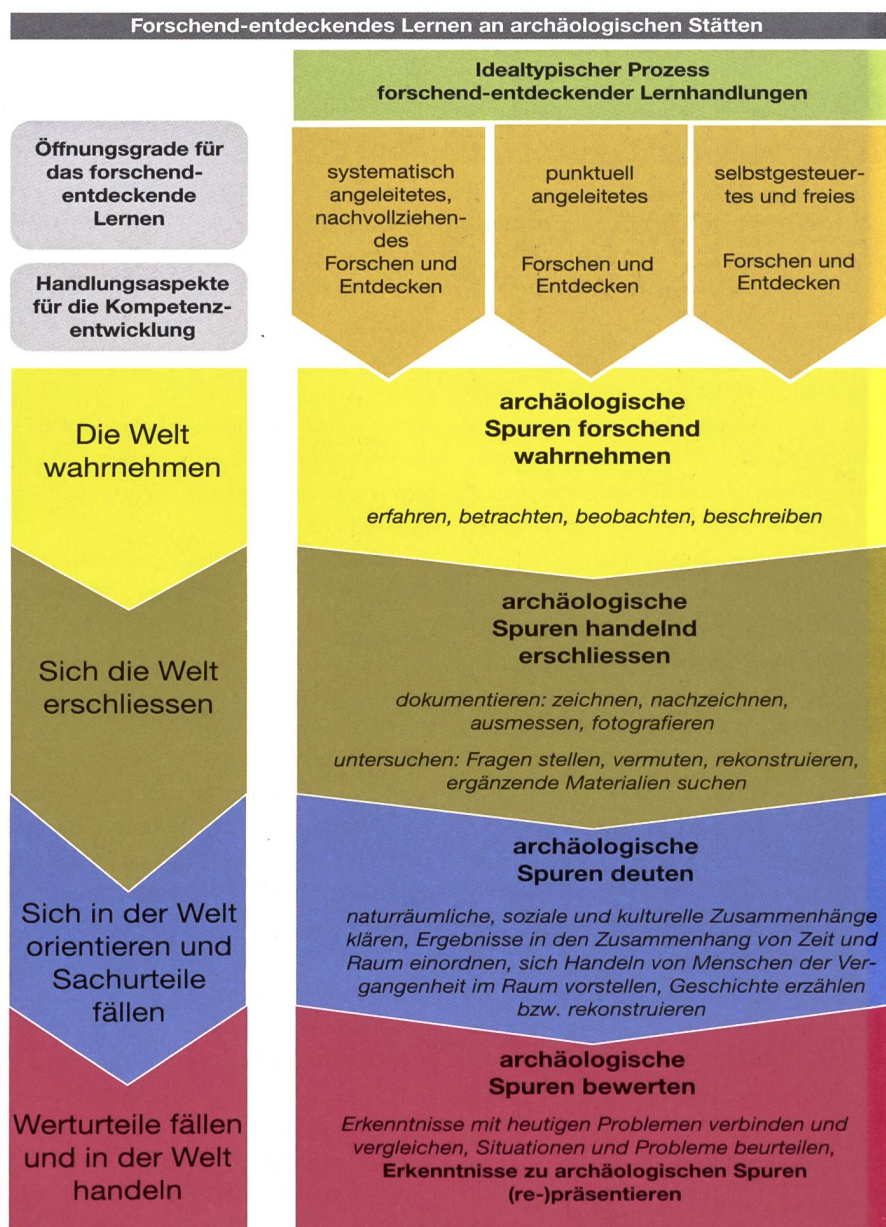 Forschend-entdeckendes Lernen an archäologischen Stätten
Idealtypischer Prozess
forschend-entdeckender Lernhandlungen
Öffnungsgrade für
das forschend-
entdeckende
Lernen
systematisch
angeleitetes,
nachvollziehen-
des
Forschen und
Entdecken
punktuell
angeleitetes
Forschen und
Entdecken
selbstgesteuer-
tes und freies
Forschen und
Entdecken
Handlungsaspekte
für die Kompetenz-
entwicklung
Die Welt
wahrnehmen
archäologische
Spuren forschend
wahrnehmen
erfahren, betrachten, beobachten, beschreiben
Sich die Welt
erschliessen
archäologische
Spuren handelnd
erschliessen
dokumentieren: zeichnen, nachzeichnen,
ausmessen, fotografieren
untersuchen: Fragen stellen, vermuten, rekonstruieren,
ergänzende Materialien suchen
Sich in der Welt
orientieren und
Sachurteile
fällen
archäologische
Spuren deuten
naturräumliche, soziale und kulturelle Zusammenhänge
klären, Ergebnisse in den Zusammenhang von Zeit und
Raum einordnen, sich Handeln von Menschen der Ver-
gangenheit im Raum vorstellen, Geschichte erzählen
bzw. rekonstruieren
Werturteile fällen
und in der Welt
handeln
archäologische
Spuren bewerten
Erkenntnisse mit heutigen Problemen verbinden und
vergleichen, Situationen und Probleme beurteilen,
Erkenntnisse zu archäologischen Spuren
(re-)präsentieren